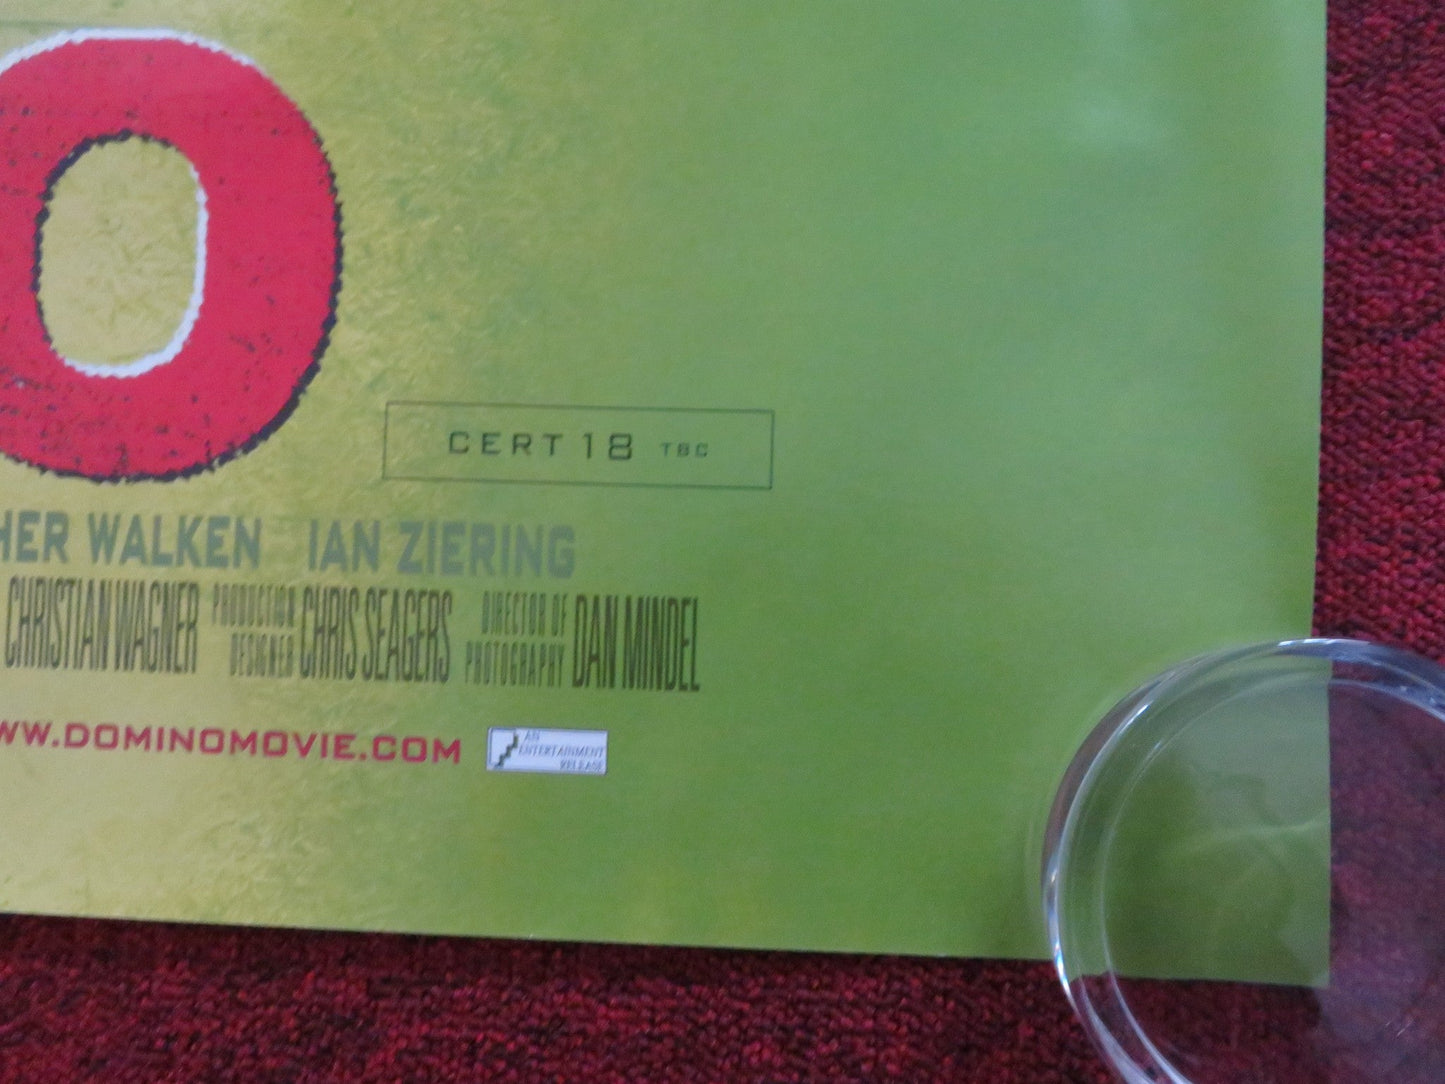 O
CERT 18 TBC
HER WALKEN IAN ZIERING
CHRISTIAN WAGNER PRODUCTION DESIGNER CHRIS SEAGERS DIRECTOR OF PHOTOGRAPHY DAN MINDEL
WW.DOMINOMOVIE.COM
AN
ENTERTAINMENT
RELEASE